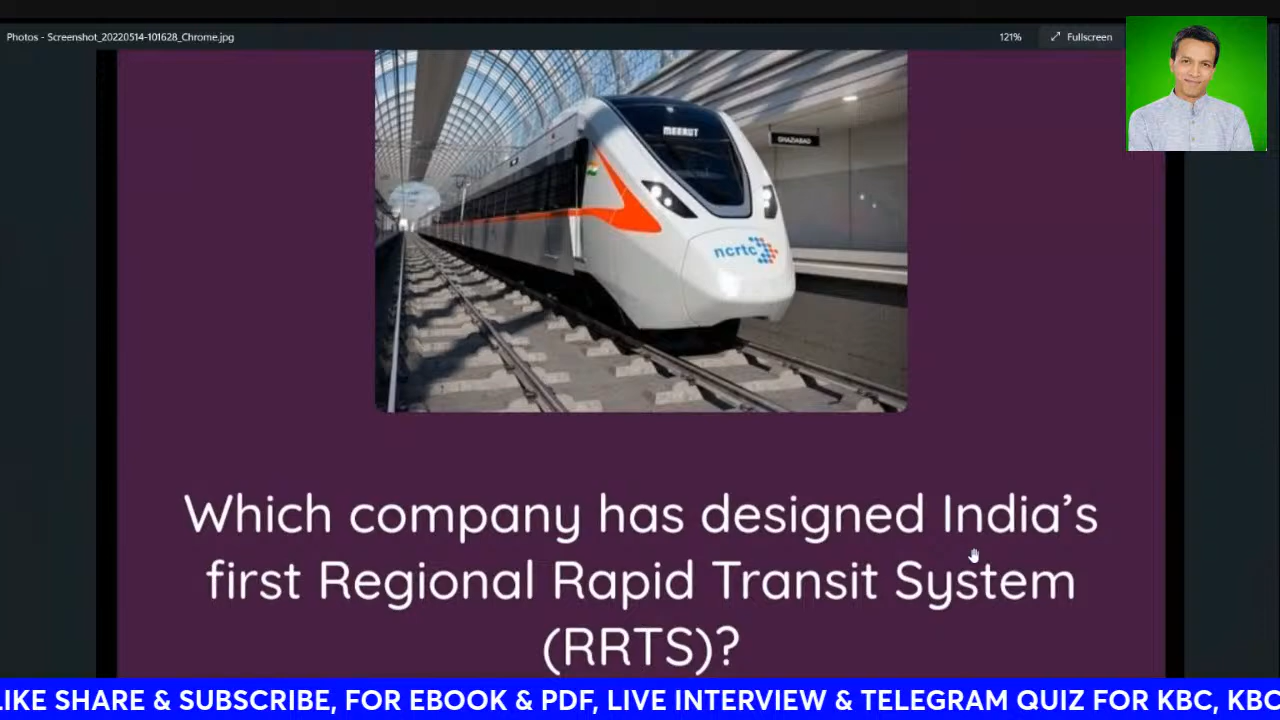 Photos - Screenshot_20220514-101628_Chrome.jpg
121%
Fullscreen
MEERUT
GHAZIABAD
ncrtc
Which company has designed India’s
first Regional Rapid Transit System
(RRTS)?
LIKE SHARE & SUBSCRIBE, FOR EBOOK & PDF, LIVE INTERVIEW & TELEGRAM QUIZ FOR KBC, KBC